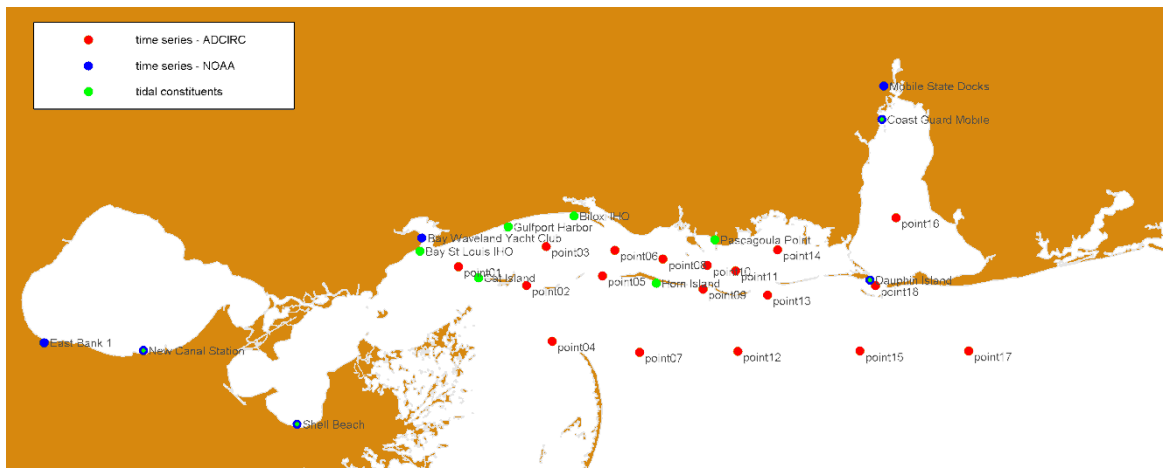 time series - ADCIRC
time series - NOAA
tidal constituents
Mobile State Docks
Coast Guard Mobile
point16
Biloxi IHO
Gulfport Harbor
Bay Waveland Yacht Club
Pascagoula Point
Bay St Louis IHO
point03
point06
point14
point08
point01
point10
point11
Cat Island
point05
Horn Island
Dauphin Island
point02
point09
point13
point18
East Bank 1
New Canal Station
point04
point07
point12
point15
point17
Shell Beach